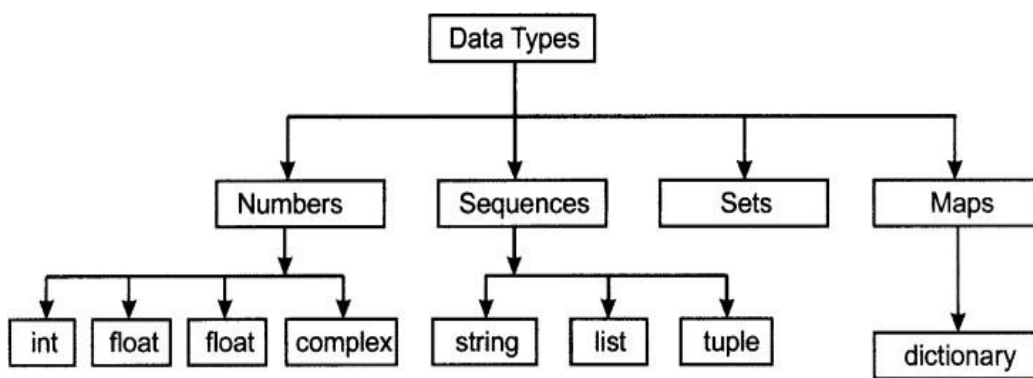 Data Types
Numbers
Sequences
Sets
Maps
int
float
float
complex
string
list
tuple
dictionary